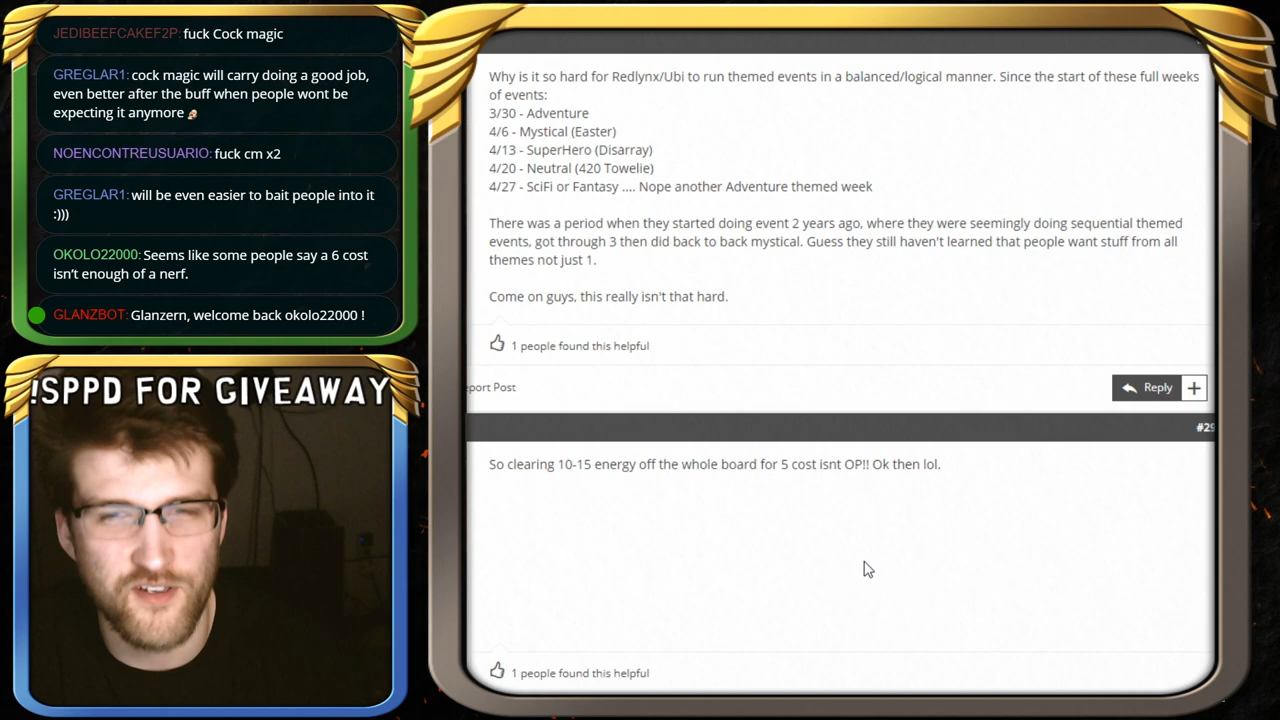 JEDIBEEFCAKEF2P: fuck Cock magic
GREGLAR1: cock magic will carry doing a good job,
even better after the buff when people wont be
expecting it anymore
NOENCONTREUSUARIO: fuck cm x2
GREGLAR1: will be even easier to bait people into it
:)))
OKOLO22000: Seems like some people say a 6 cost
isn't enough of a nerf.
GLANZBOT: Glanzern, welcome back okolo22000 !
!SPPD FOR GIVEAWAY
Why is it so hard for Redlynx/Ubi to run themed events in a balanced/logical manner. Since the start of these full weeks
of events:
3/30 - Adventure
4/6 - Mystical (Easter)
4/13 - SuperHero (Disarray)
4/20 - Neutral (420 Towelie)
4/27 - SciFi or Fantasy .... Nope another Adventure themed week
There was a period when they started doing event 2 years ago, where they were seemingly doing sequential themed
events, got through 3 then did back to back mystical. Guess they still haven't learned that people want stuff from all
themes not just 1.
Come on guys, this really isn't that hard.
1 people found this helpful
eport Post
Reply +
#29
So clearing 10-15 energy off the whole board for 5 cost isnt OP!! Ok then lol.
1 people found this helpful